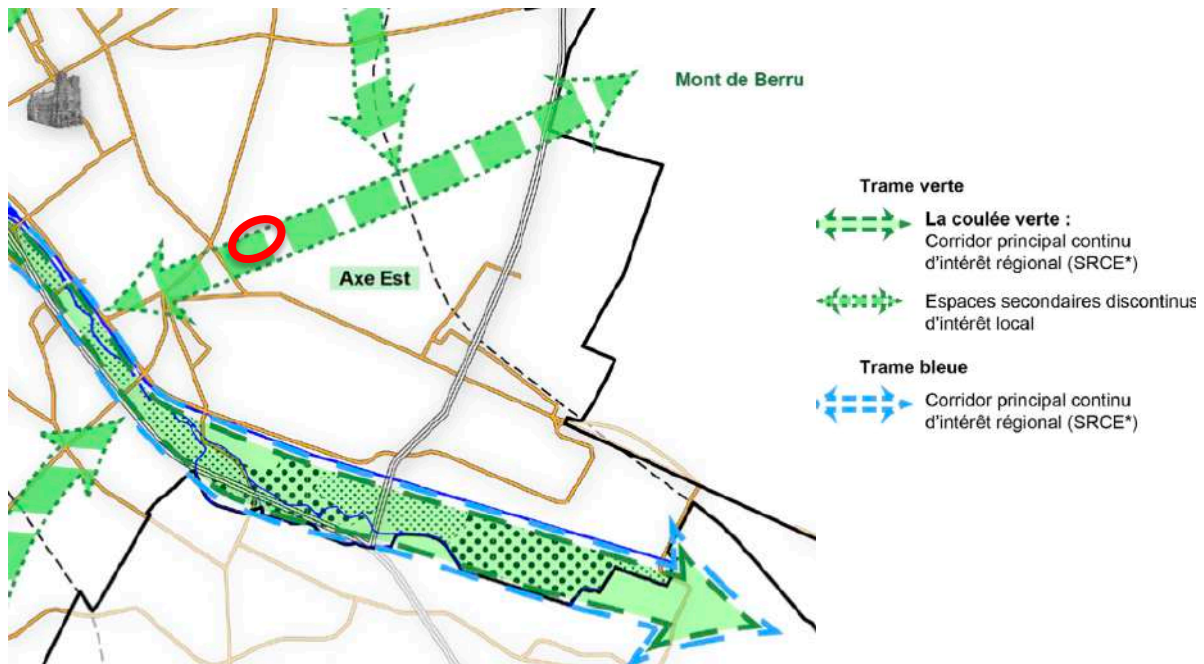 Mont de Berru
Axe Est
Trame verte
La coulée verte :
Corridor principal continu
d'intérêt régional (SRCE*)
Espaces secondaires discontinus
d'intérêt local
Trame bleue
Corridor principal continu
d'intérêt régional (SRCE*)